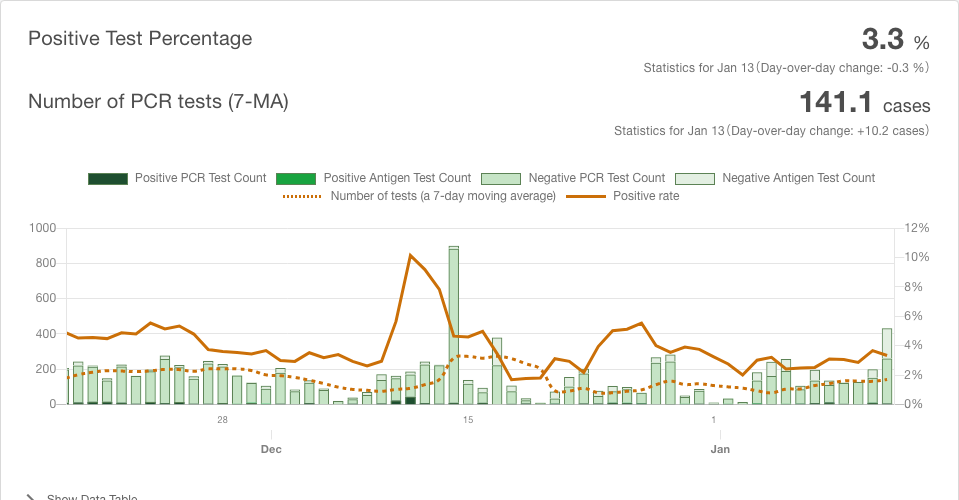 Positive Test Percentage
3.3 %
Statistics for Jan 13(Day-over-day change: -0.3 %)
Number of PCR tests (7-MA)
141.1 cases
Statistics for Jan 13(Day-over-day change: +10.2 cases)
Positive PCR Test Count
Positive Antigen Test Count
Negative PCR Test Count
Negative Antigen Test Count
Number of tests (a 7-day moving average)
Positive rate
1000
800
600
400
200
0
12%
10%
8%
6%
4%
2%
0%
28
15
1
Dec
Jan
Show Data Table